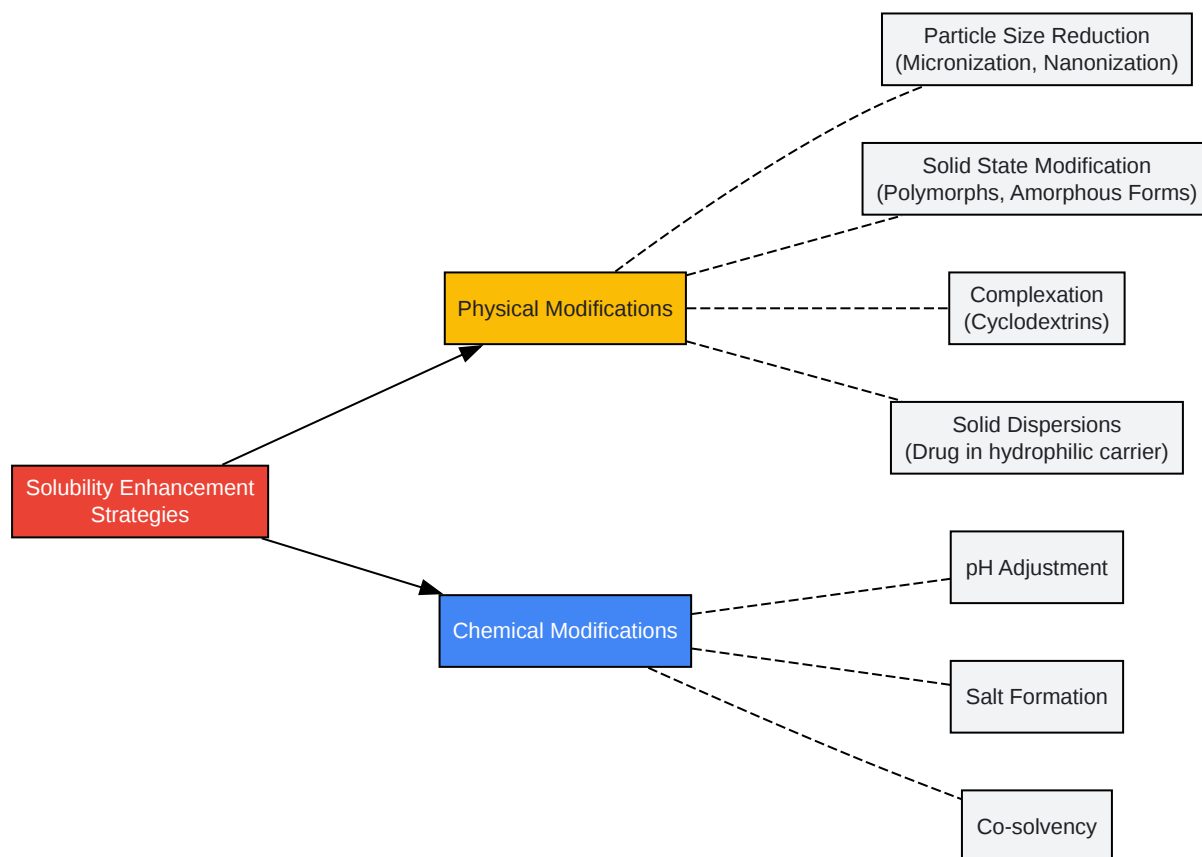 Particle Size Reduction
(Micronization, Nanonization)
Solid State Modification
(Polymorphs, Amorphous Forms)
Physical Modifications
Complexation
(Cyclodextrins)
Solid Dispersions
(Drug in hydrophilic carrier)
Solubility Enhancement
Strategies
pH Adjustment
Chemical Modifications
Salt Formation
Co-solvency